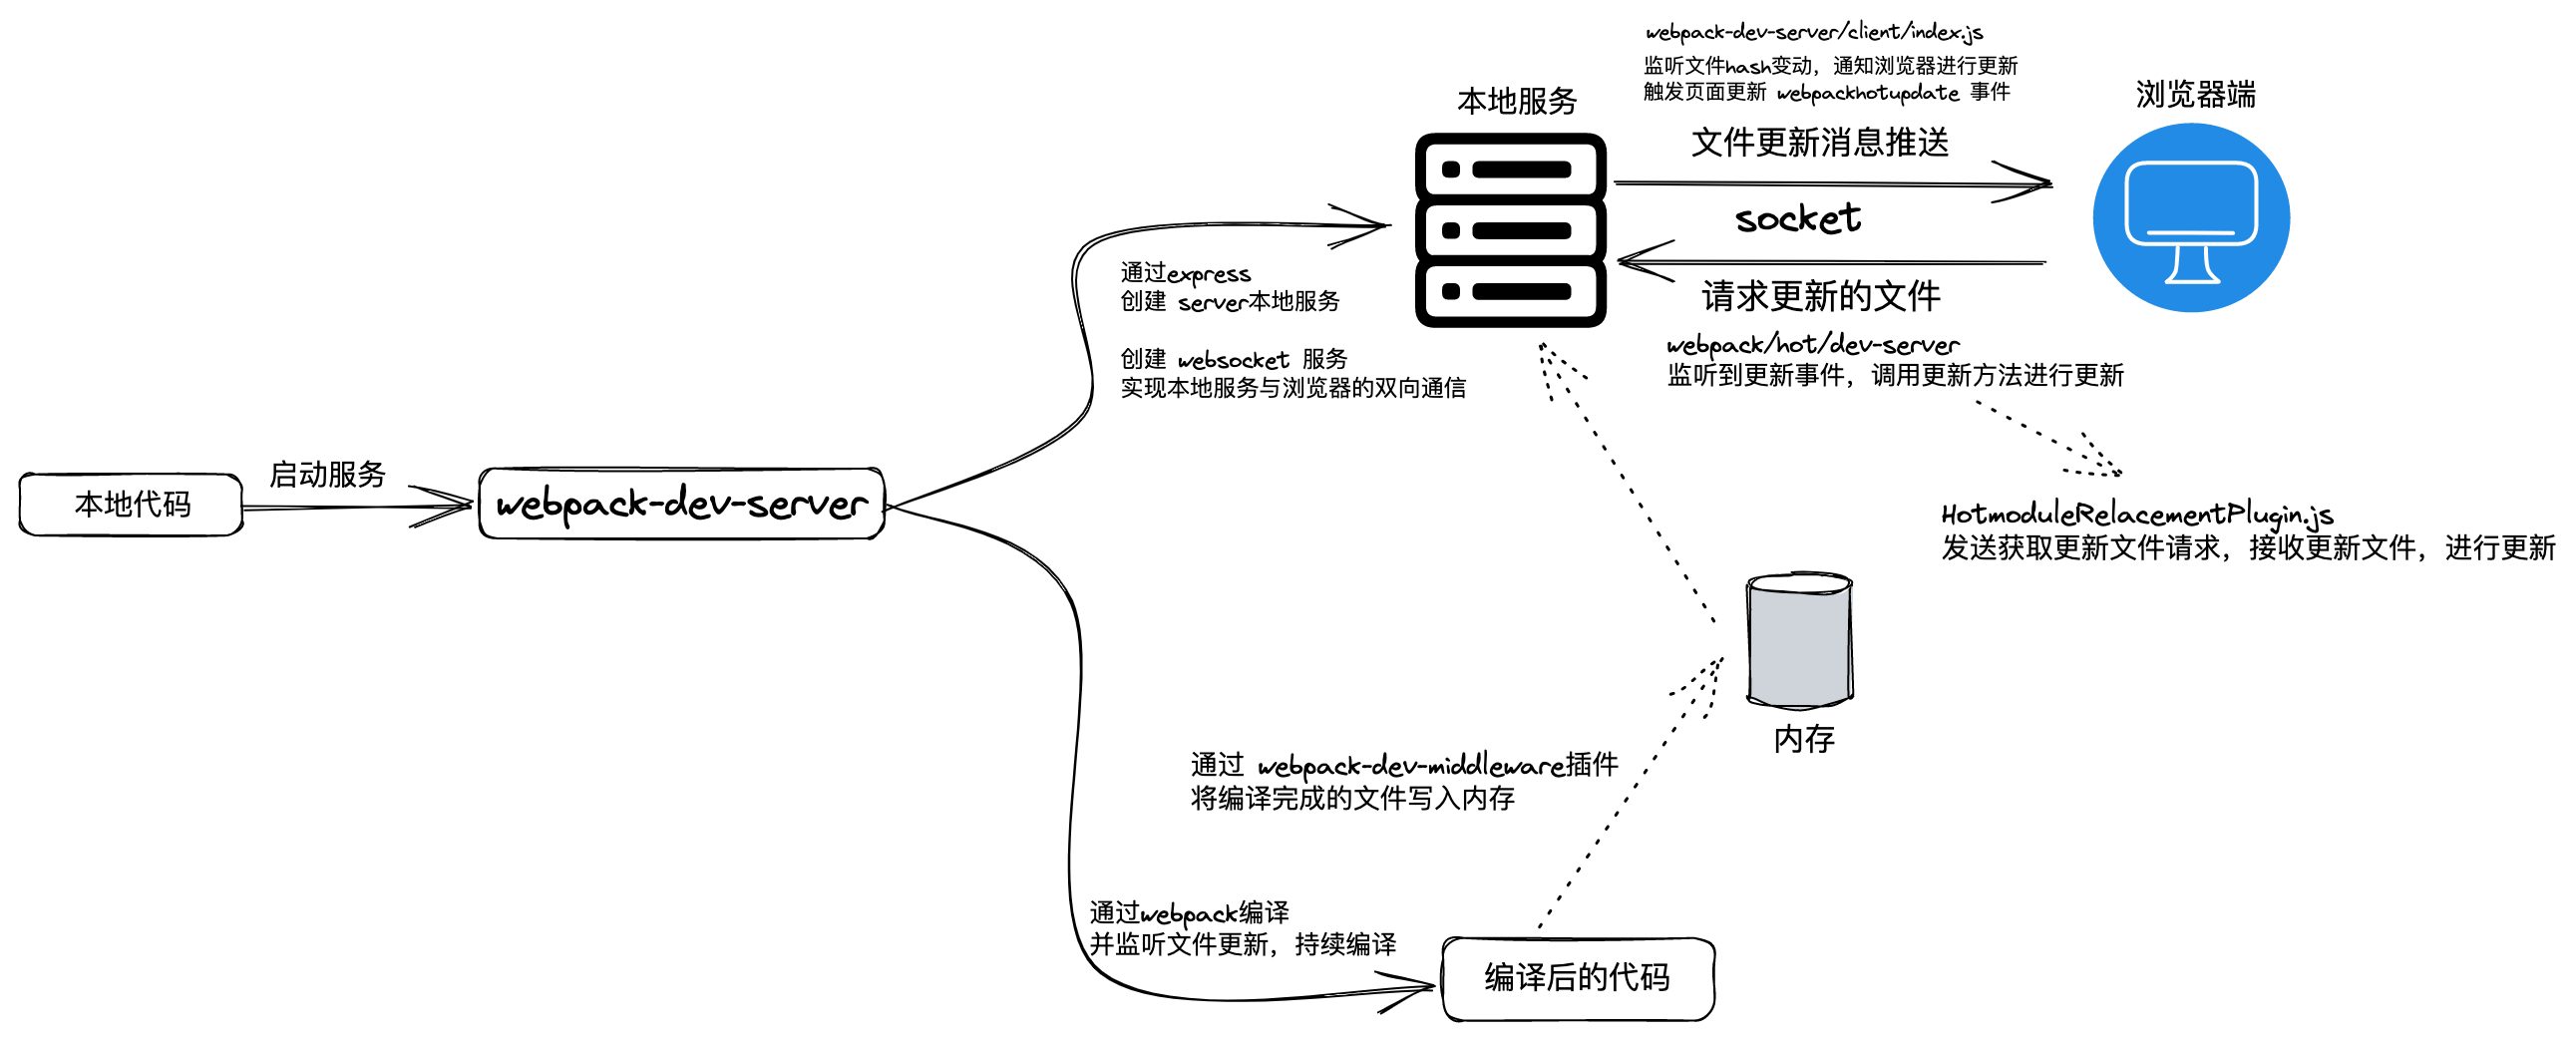 webpack-dev-server/client/index.js
监听文件hash变动，通知浏览器进行更新
触发页面更新 webpackhotupdate 事件
本地服务
浏览器端
文件更新消息推送
socket
请求更新的文件
webpack/hot/dev-server
监听到更新事件，调用更新方法进行更新
通过express
创建 server本地服务
创建 websocket 服务
实现本地服务与浏览器的双向通信
启动服务
本地代码
webpack-dev-server
HotmoduleRelacementPlugin.js
发送获取更新文件请求，接收更新文件，进行更新
内存
通过 webpack-dev-middleware插件
将编译完成的文件写入内存
通过webpack编译
并监听文件更新，持续编译
编译后的代码